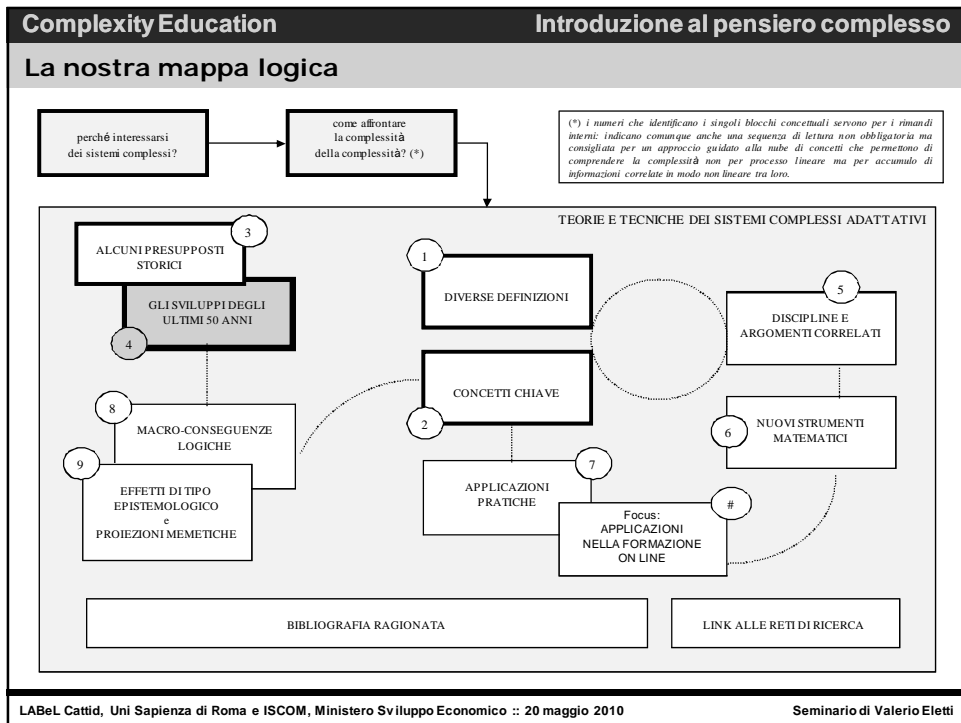 Complexity Education
Introduzione al pensiero complesso
La nostra mappa logica
perché interessarsi
dei sistemi complessi?
come affrontare
la complessità
della complessità? (*)
(*) i numeri che identificano i singoli blocchi concettuali servono per i rimandi
interni: indicano comunque anche una sequenza di lettura non obbligatoria ma
consigliata per un approccio guidato alla nube di concetti che permettono di
comprendere la complessità non per processo lineare ma per accumulo di
informazioni correlate in modo non lineare tra loro.
TEORIE E TECNICHE DEI SISTEMI COMPLESSI ADATTATIVI
3
ALCUNI PRESUPPOSTI
STORICI
GLI SVILUPPI DEGLI
ULTIMI 50 ANNI
4
1
DIVERSE DEFINIZIONI
5
DISCIPLINE E
ARGOMENTI CORRELATI
CONCETTI CHIAVE
2
6
NUOVI STRUMENTI
MATEMATICI
8
MACRO-CONSEGUENZE
LOGICHE
9
EFFETTI DI TIPO
EPISTEMOLOGICO
e
PROIEZIONI MEMETICHE
7
APPLICAZIONI
PRATICHE
#
Focus:
APPLICAZIONI
NELLA FORMAZIONE
ON LINE
BIBLIOGRAFIA RAGIONATA
LINK ALLE RETI DI RICERCA
LABeL Cattid, Uni Sapienza di Roma e ISCOM, Ministero Sviluppo Economico :: 20 maggio 2010
Seminario di Valerio Eletti